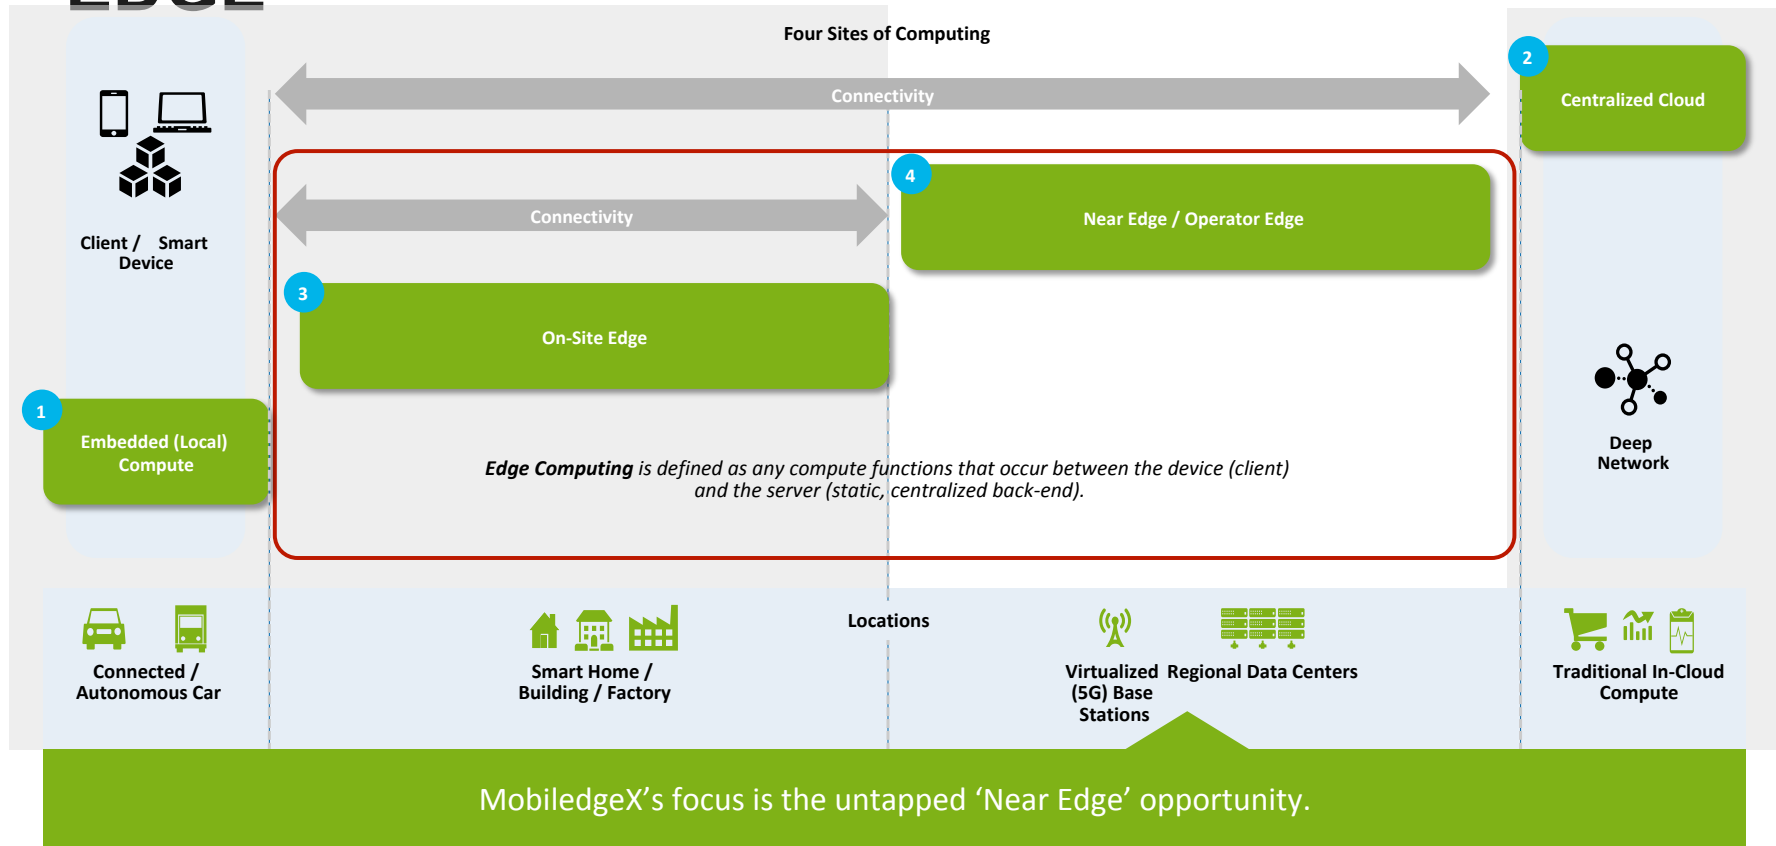 EDGE
Four Sites of Computing
Connectivity
2
Centralized Cloud
4
Near Edge / Operator Edge
Connectivity
Client / Smart
Device
3
On-Site Edge
1
Embedded (Local)
Compute
Edge Computing is defined as any compute functions that occur between the device (client)
and the server (static, centralized back-end).
Deep
Network
Locations
Connected /
Autonomous Car
Smart Home /
Building / Factory
Virtualized
(5G) Base
Stations
Regional Data Centers
Traditional In-Cloud
Compute
MobiledgeX's focus is the untapped ‘Near Edge’ opportunity.